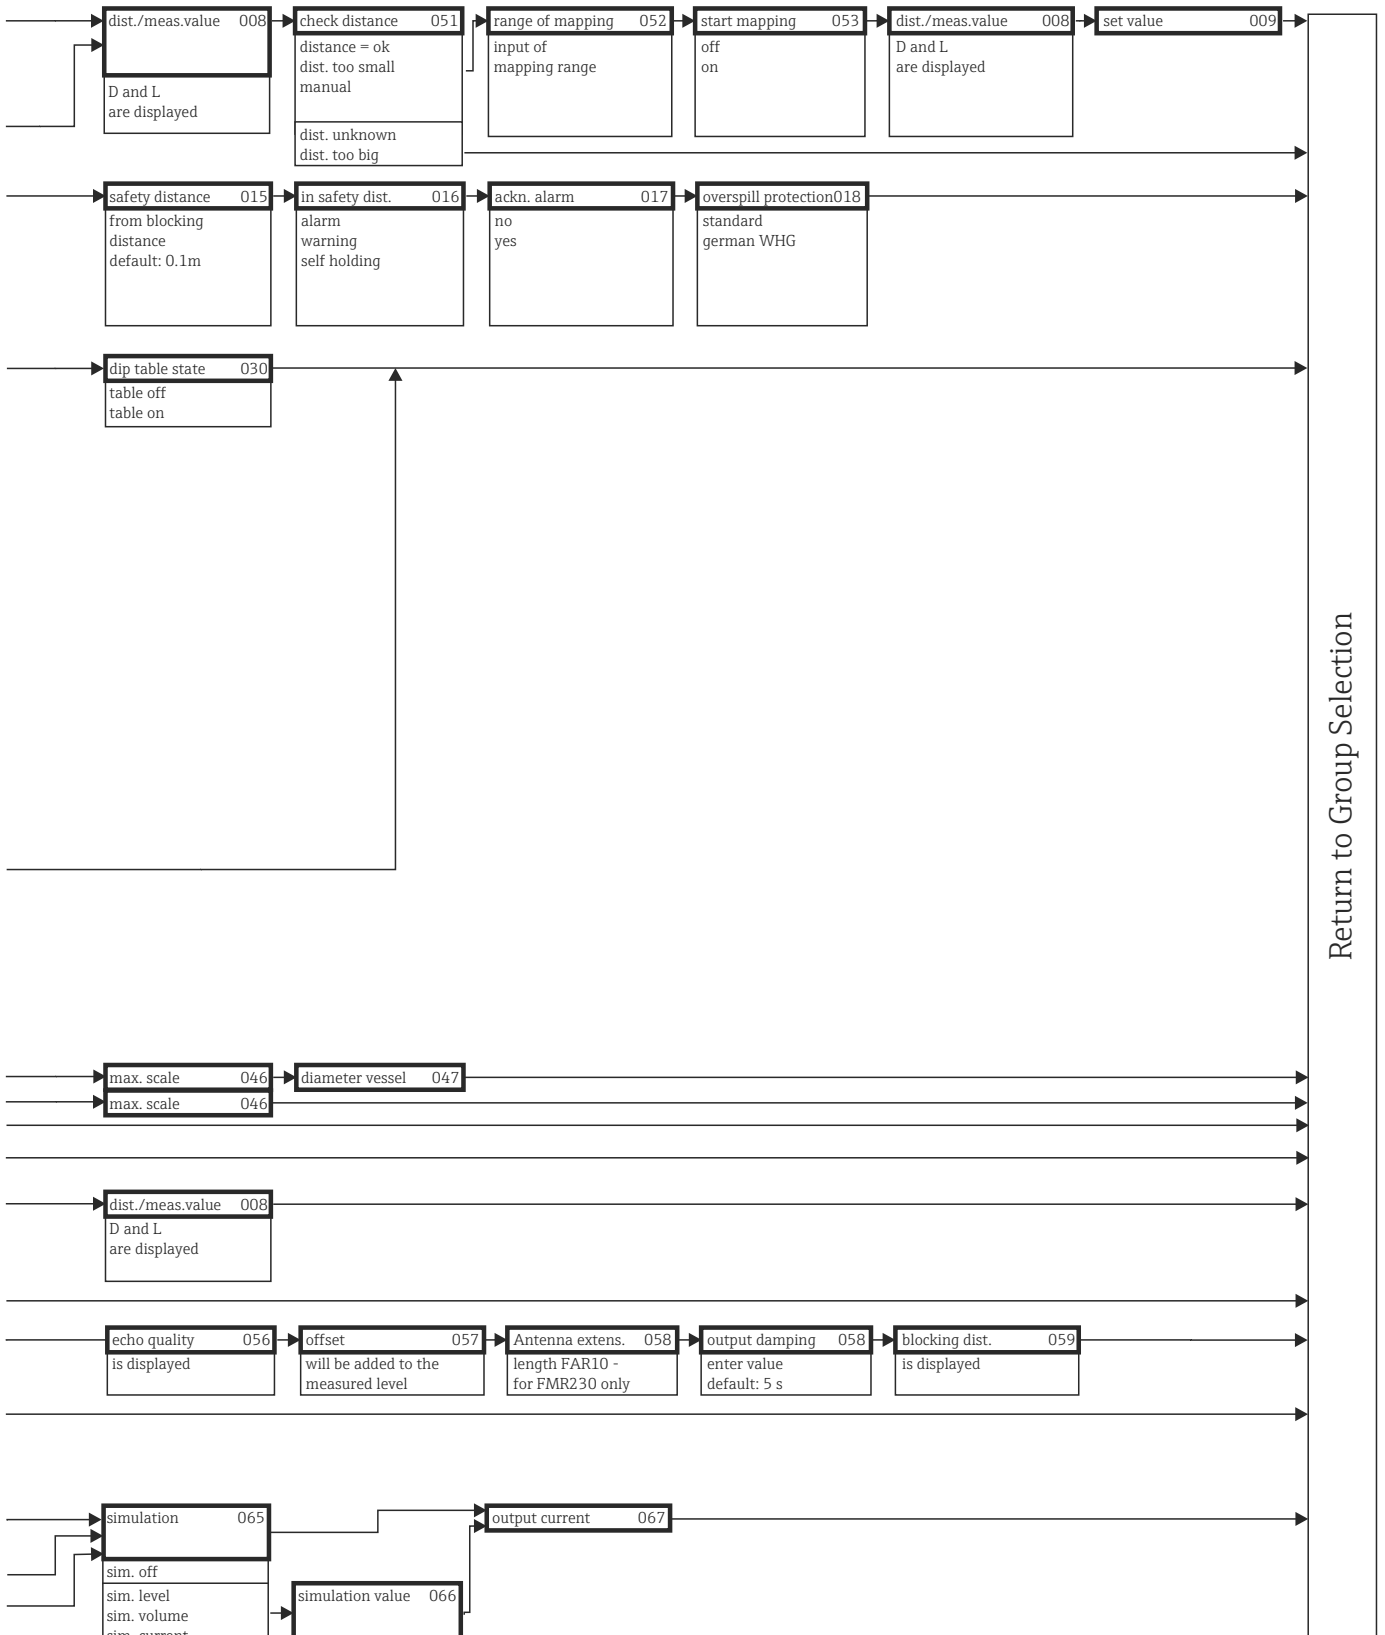 dist./meas.value 008
D and L
are displayed
check distance 051
distance = ok
dist. too small
manual
dist. unknown
dist. too big
range of mapping 052
input of
mapping range
start mapping 053
off
on
dist./meas.value 008
D and L
are displayed
set value 009
safety distance 015
from blocking
distance
default: 0.1m
in safety dist. 016
alarm
warning
self holding
ackn. alarm 017
no
yes
overspill protection018
standard
german WHG
dip table state 030
table off
table on
Return to Group Selection
max. scale 046
diameter vessel 047
max. scale 046
dist./meas.value 008
D and L
are displayed
echo quality 056
is displayed
offset 057
will be added to the
measured level
Antenna extens. 058
length FAR10 -
for FMR230 only
output damping 058
enter value
default: 5 s
blocking dist. 059
is displayed
simulation 065
sim. off
sim. level
sim. volume
sim. current
simulation value 066
output current 067